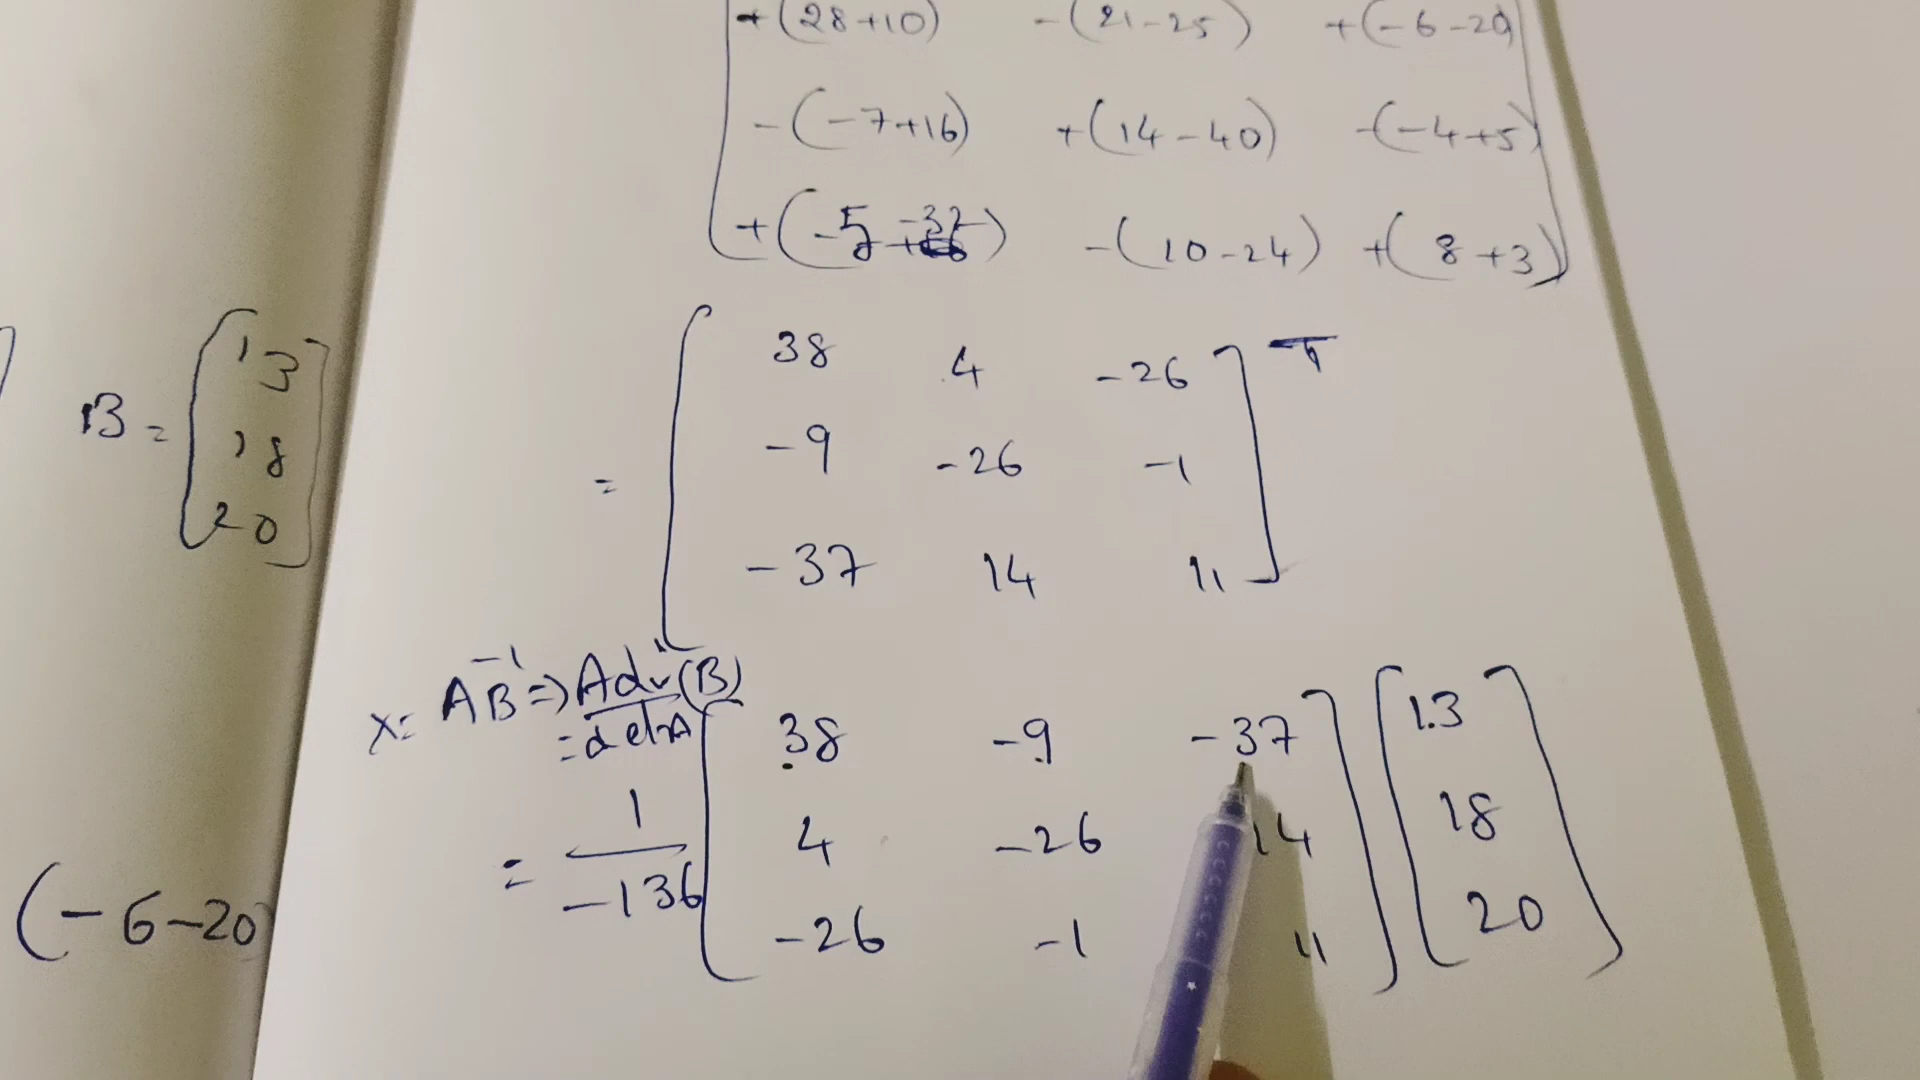 +(28+10) -(21-25) +(-6-20)
-(-7+16) +(14-40) -(-4+5)
+(-5-32) -(10-24) +(8+3)
B = [13
18
20]
= [38 4 -26
-9 -26 -1
-37 14 11]^T
X = A^-1 B => Adj(B)
= detA
= 1/-136 [38 -9 -37
4 -26 14
-26 -1 11] [13
18
20]
(-6-20)